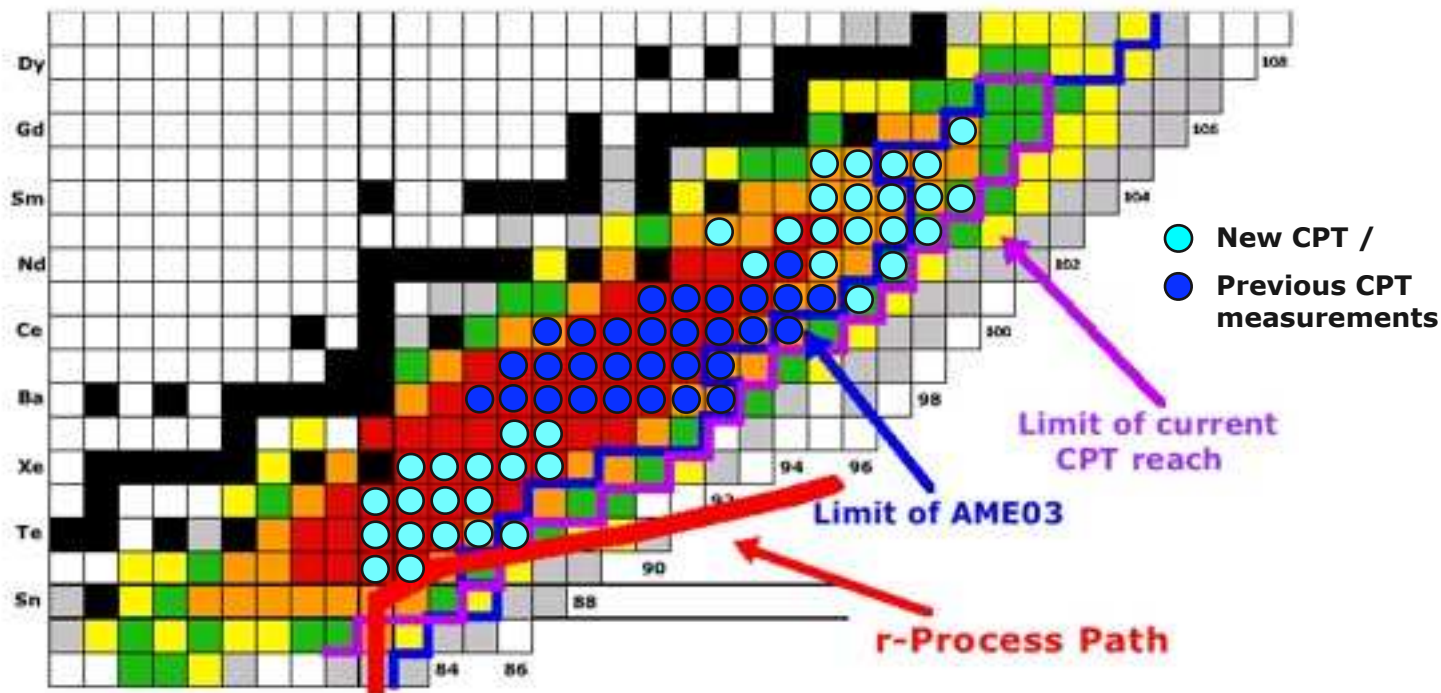 108
Dy
106
Gd
104
Sm
New CPT /
102
Nd
Previous CPT
measurements
100
Ce
98
Ba
Limit of current
CPT reach
94
96
Xe
92
Limit of AME03
Te
90
Sn
88
r-Process Path
84
86